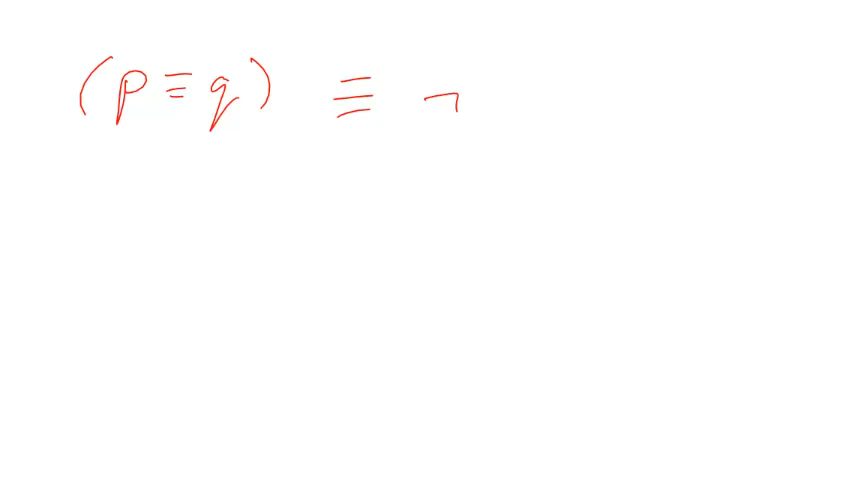 (p ≡ q) ≡ ¬